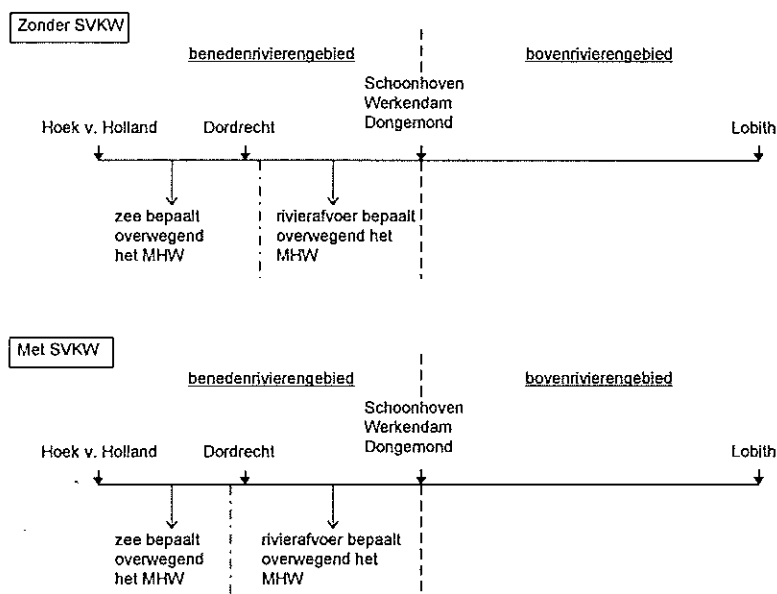 Zonder SVKW
benedenrivierengebied
bovenrivierengebied
Schoonhoven
Werkendam
Dongemond
Hoek v. Holland
Dordrecht
Lobith
zee bepaalt
overwegend
het MHW
rivierafvoer bepaalt
overwegend het
MHW
Met SVKW
benedenrivierengebied
bovenrivierengebied
Schoonhoven
Werkendam
Dongemond
Hoek v. Holland
Dordrecht
Lobith
zee bepaalt
overwegend
het MHW
rivierafvoer bepaalt
overwegend het
MHW